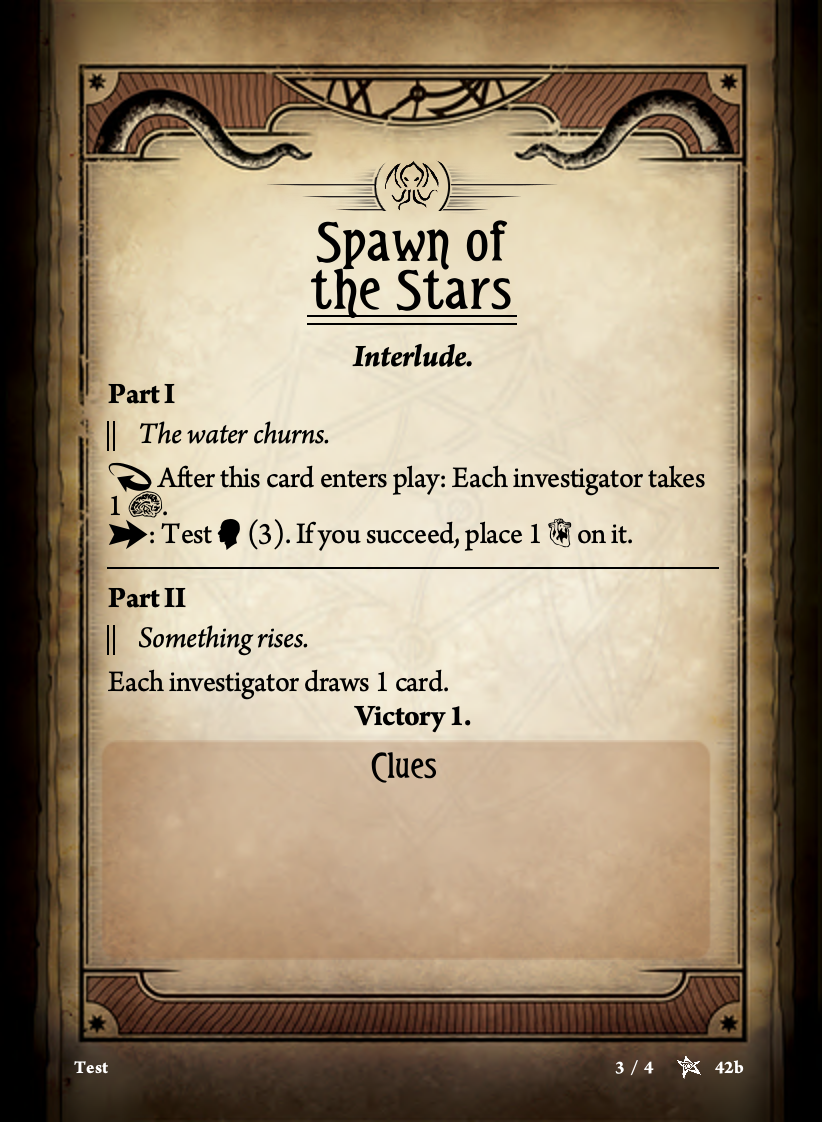 Spawn of
the Stars
Interlude.
Part I
The water churns.
After this card enters play: Each investigator takes
1 .
: Test (3). If you succeed, place 1 on it.
Part II
Something rises.
Each investigator draws 1 card.
Victory 1.
Clues
Test 3 / 4 42b